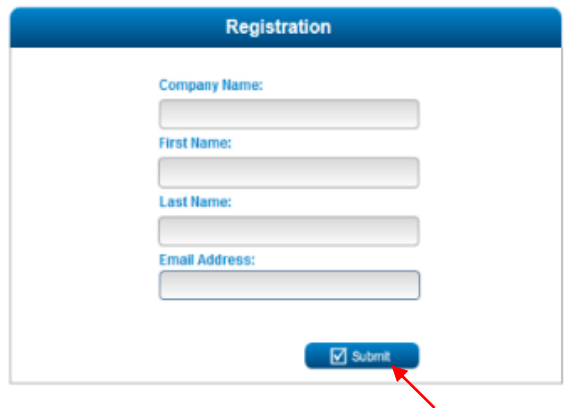 Registration
Company Name:
First Name:
Last Name:
Email Address:
Submit